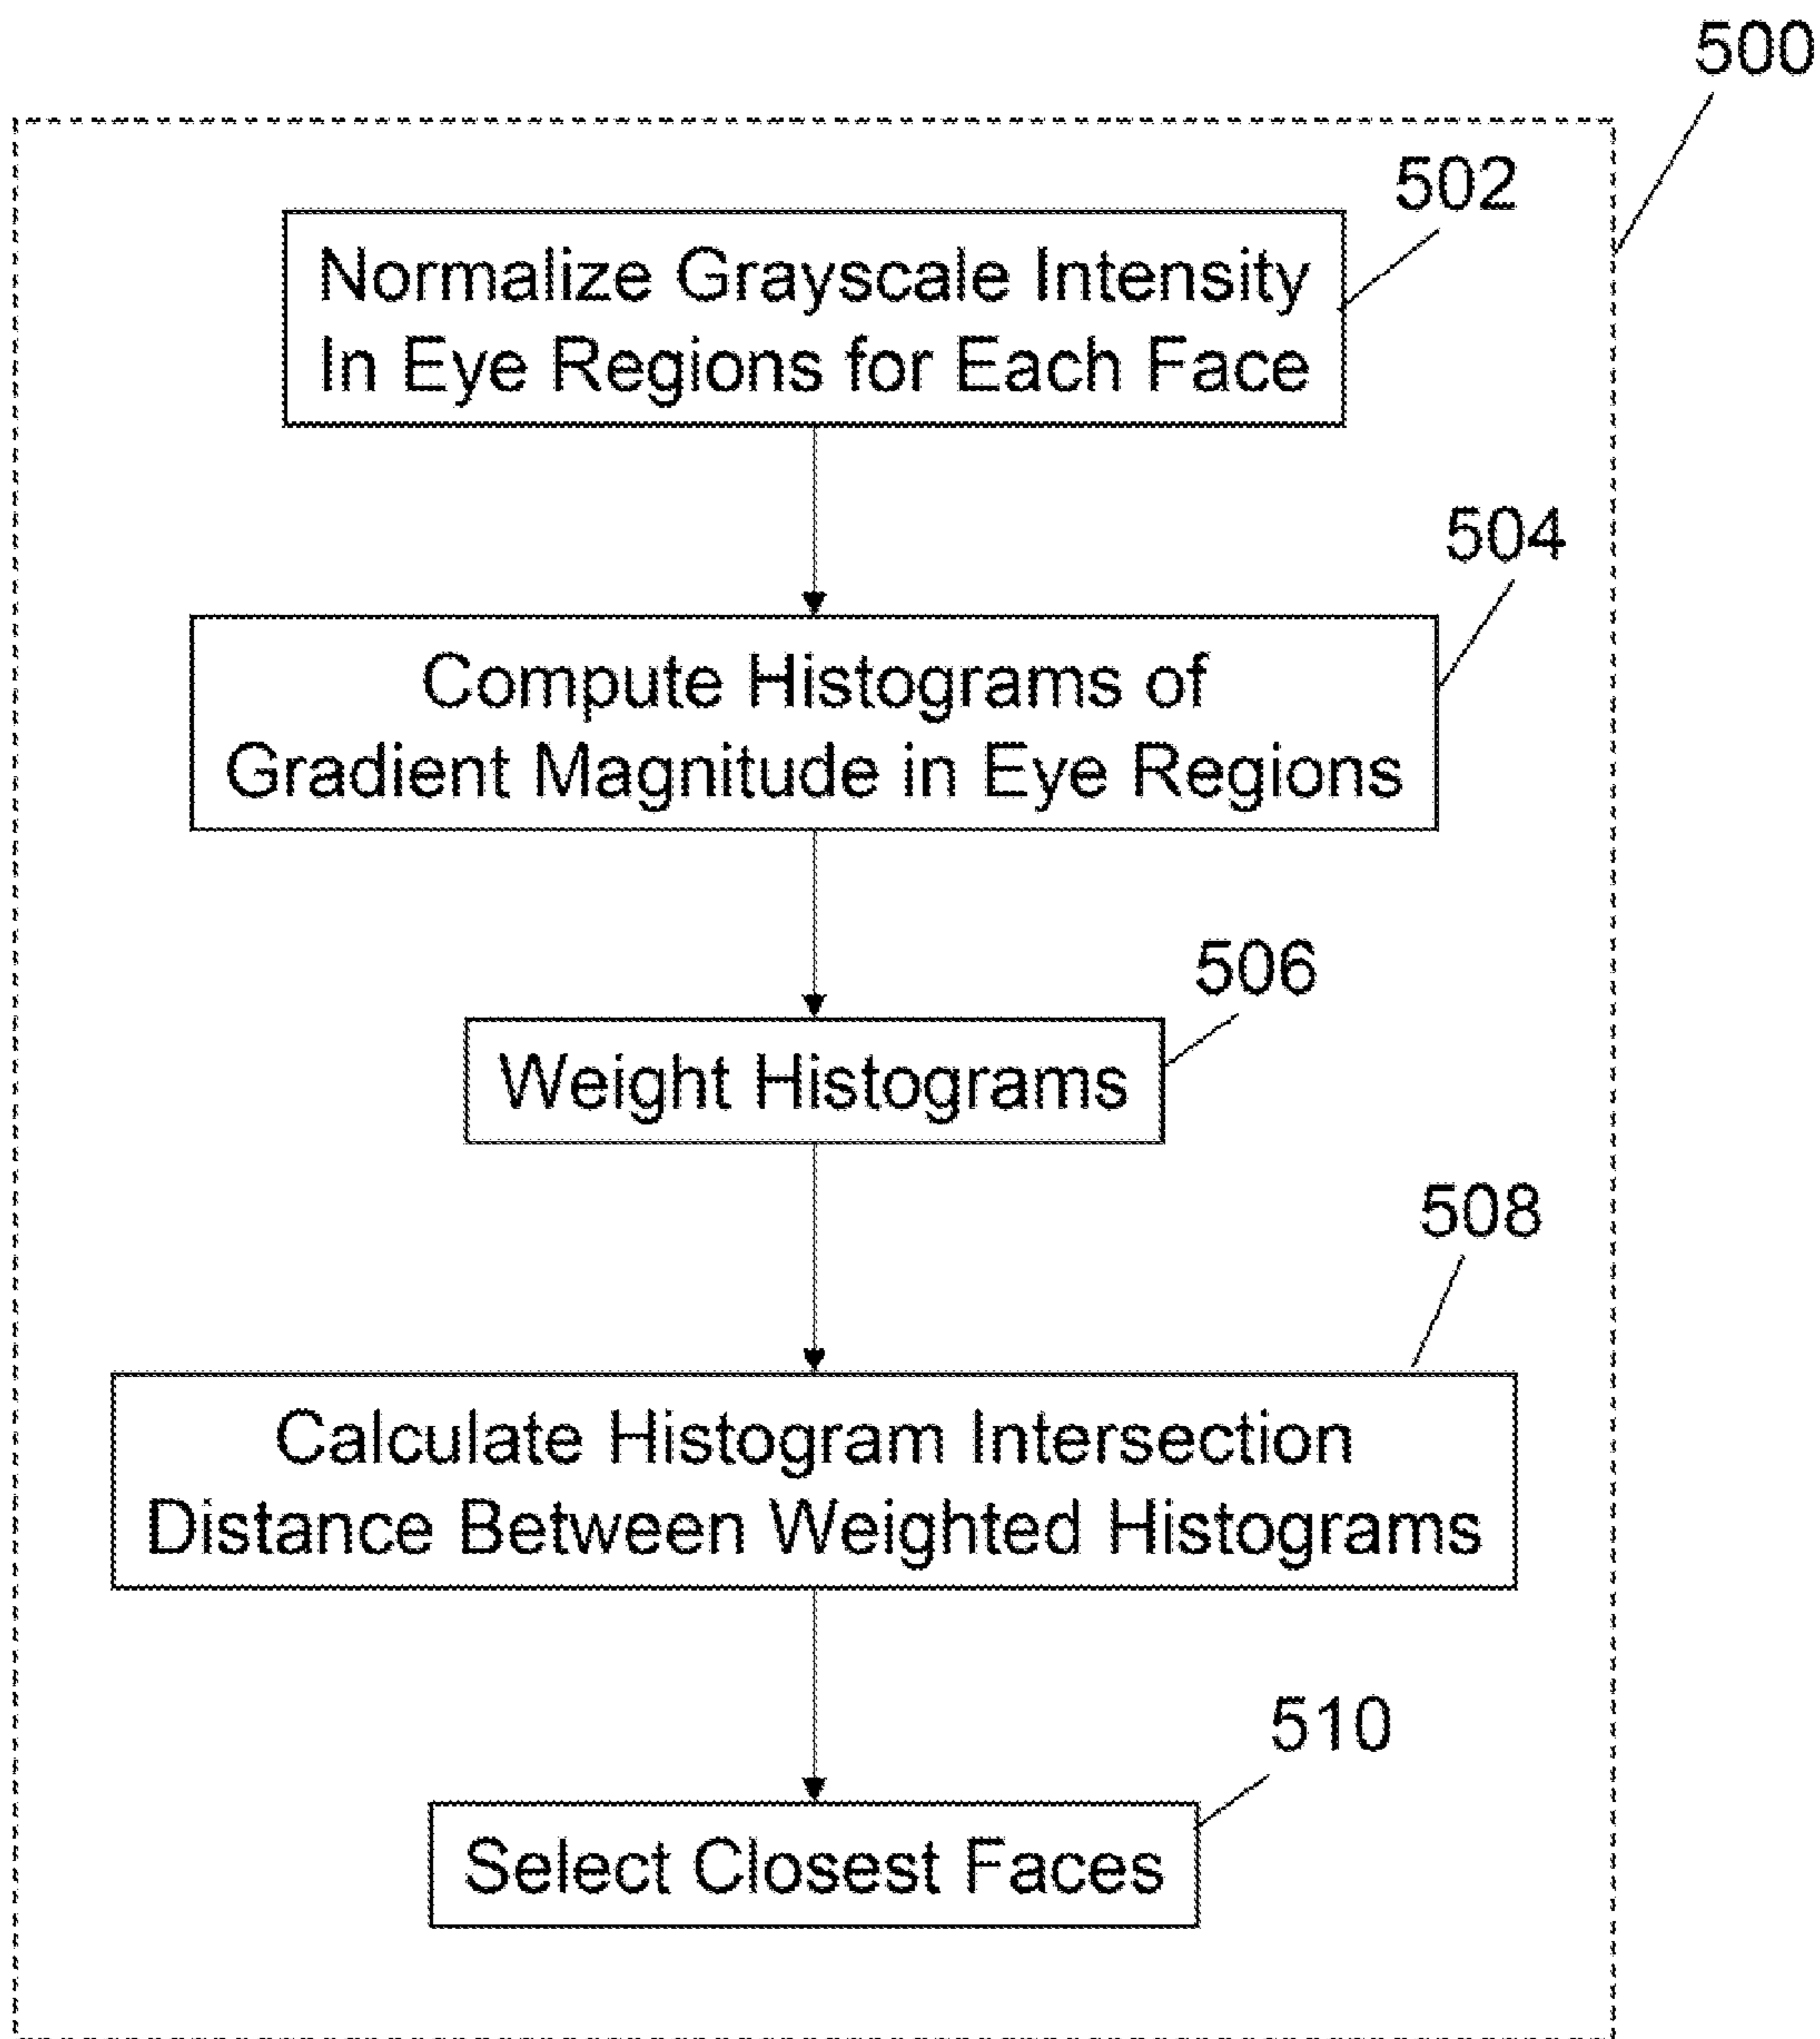 500
502
Normalize Grayscale Intensity
In Eye Regions for Each Face
504
Compute Histograms of
Gradient Magnitude in Eye Regions
506
Weight Histograms
508
Calculate Histogram Intersection
Distance Between Weighted Histograms
510
Select Closest Faces